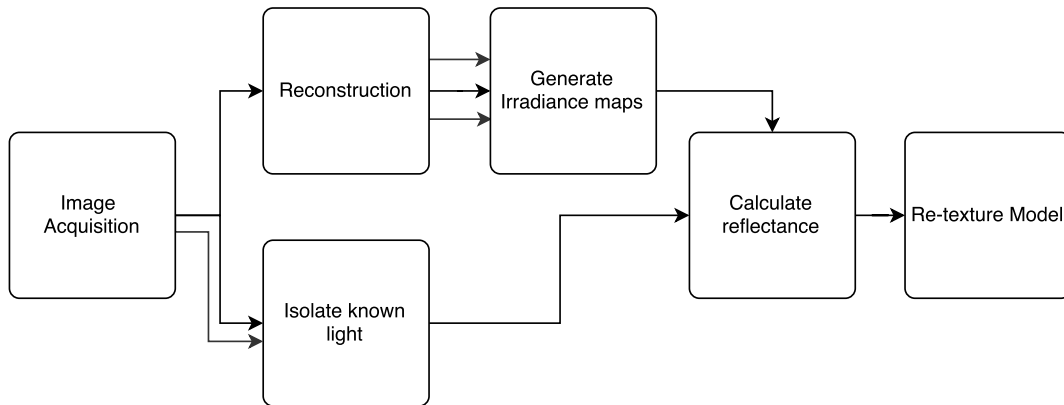 Reconstruction
Generate
Irradiance maps
Image
Acquisition
Calculate
reflectance
Re-texture Model
Isolate known
light